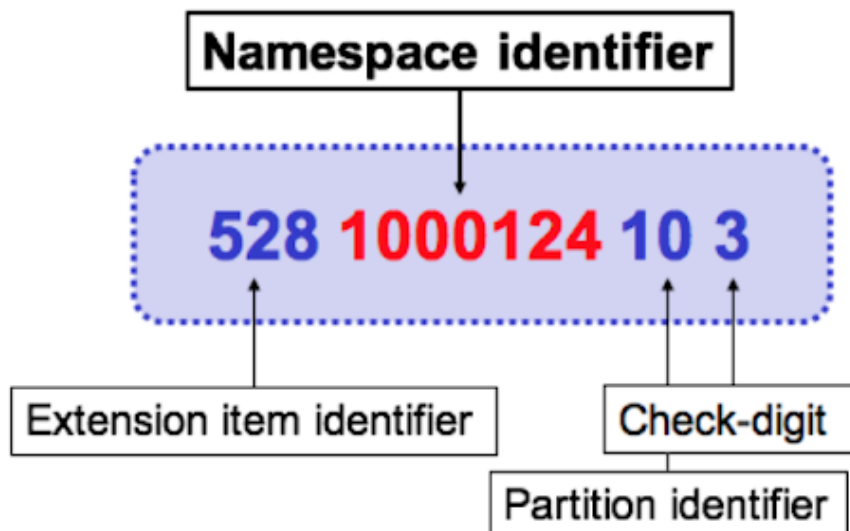 Namespace identifier
528 1000124 10 3
Extension item identifier
Check-digit
Partition identifier